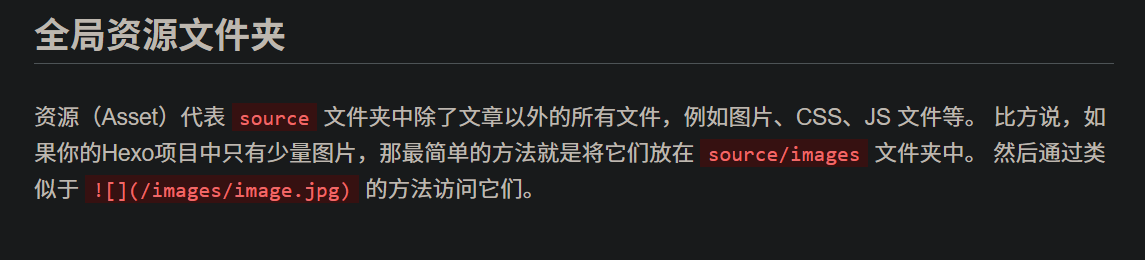 全局资源文件夹
资源（Asset）代表 source 文件夹中除了文章以外的所有文件，例如图片、CSS、JS 文件等。 比方说，如
果你的Hexo项目中只有少量图片，那最简单的方法就是将它们放在 source/images 文件夹中。 然后通过类
似于 ![](/images/image.jpg) 的方法访问它们。